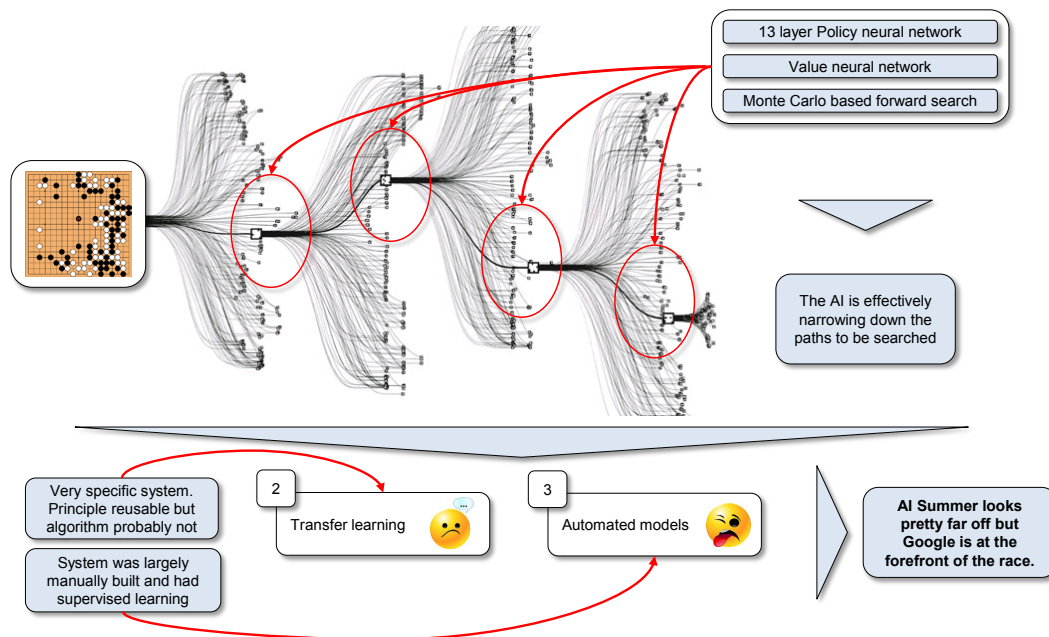 13 layer Policy neural network
Value neural network
Monte Carlo based forward search
The AI is effectively
narrowing down the
paths to be searched
Very specific system.
Principle reusable but
algorithm probably not
System was largely
manually built and had
supervised learning
2
Transfer learning
...
3
Automated models
AI Summer looks
pretty far off but
Google is at the
forefront of the race.